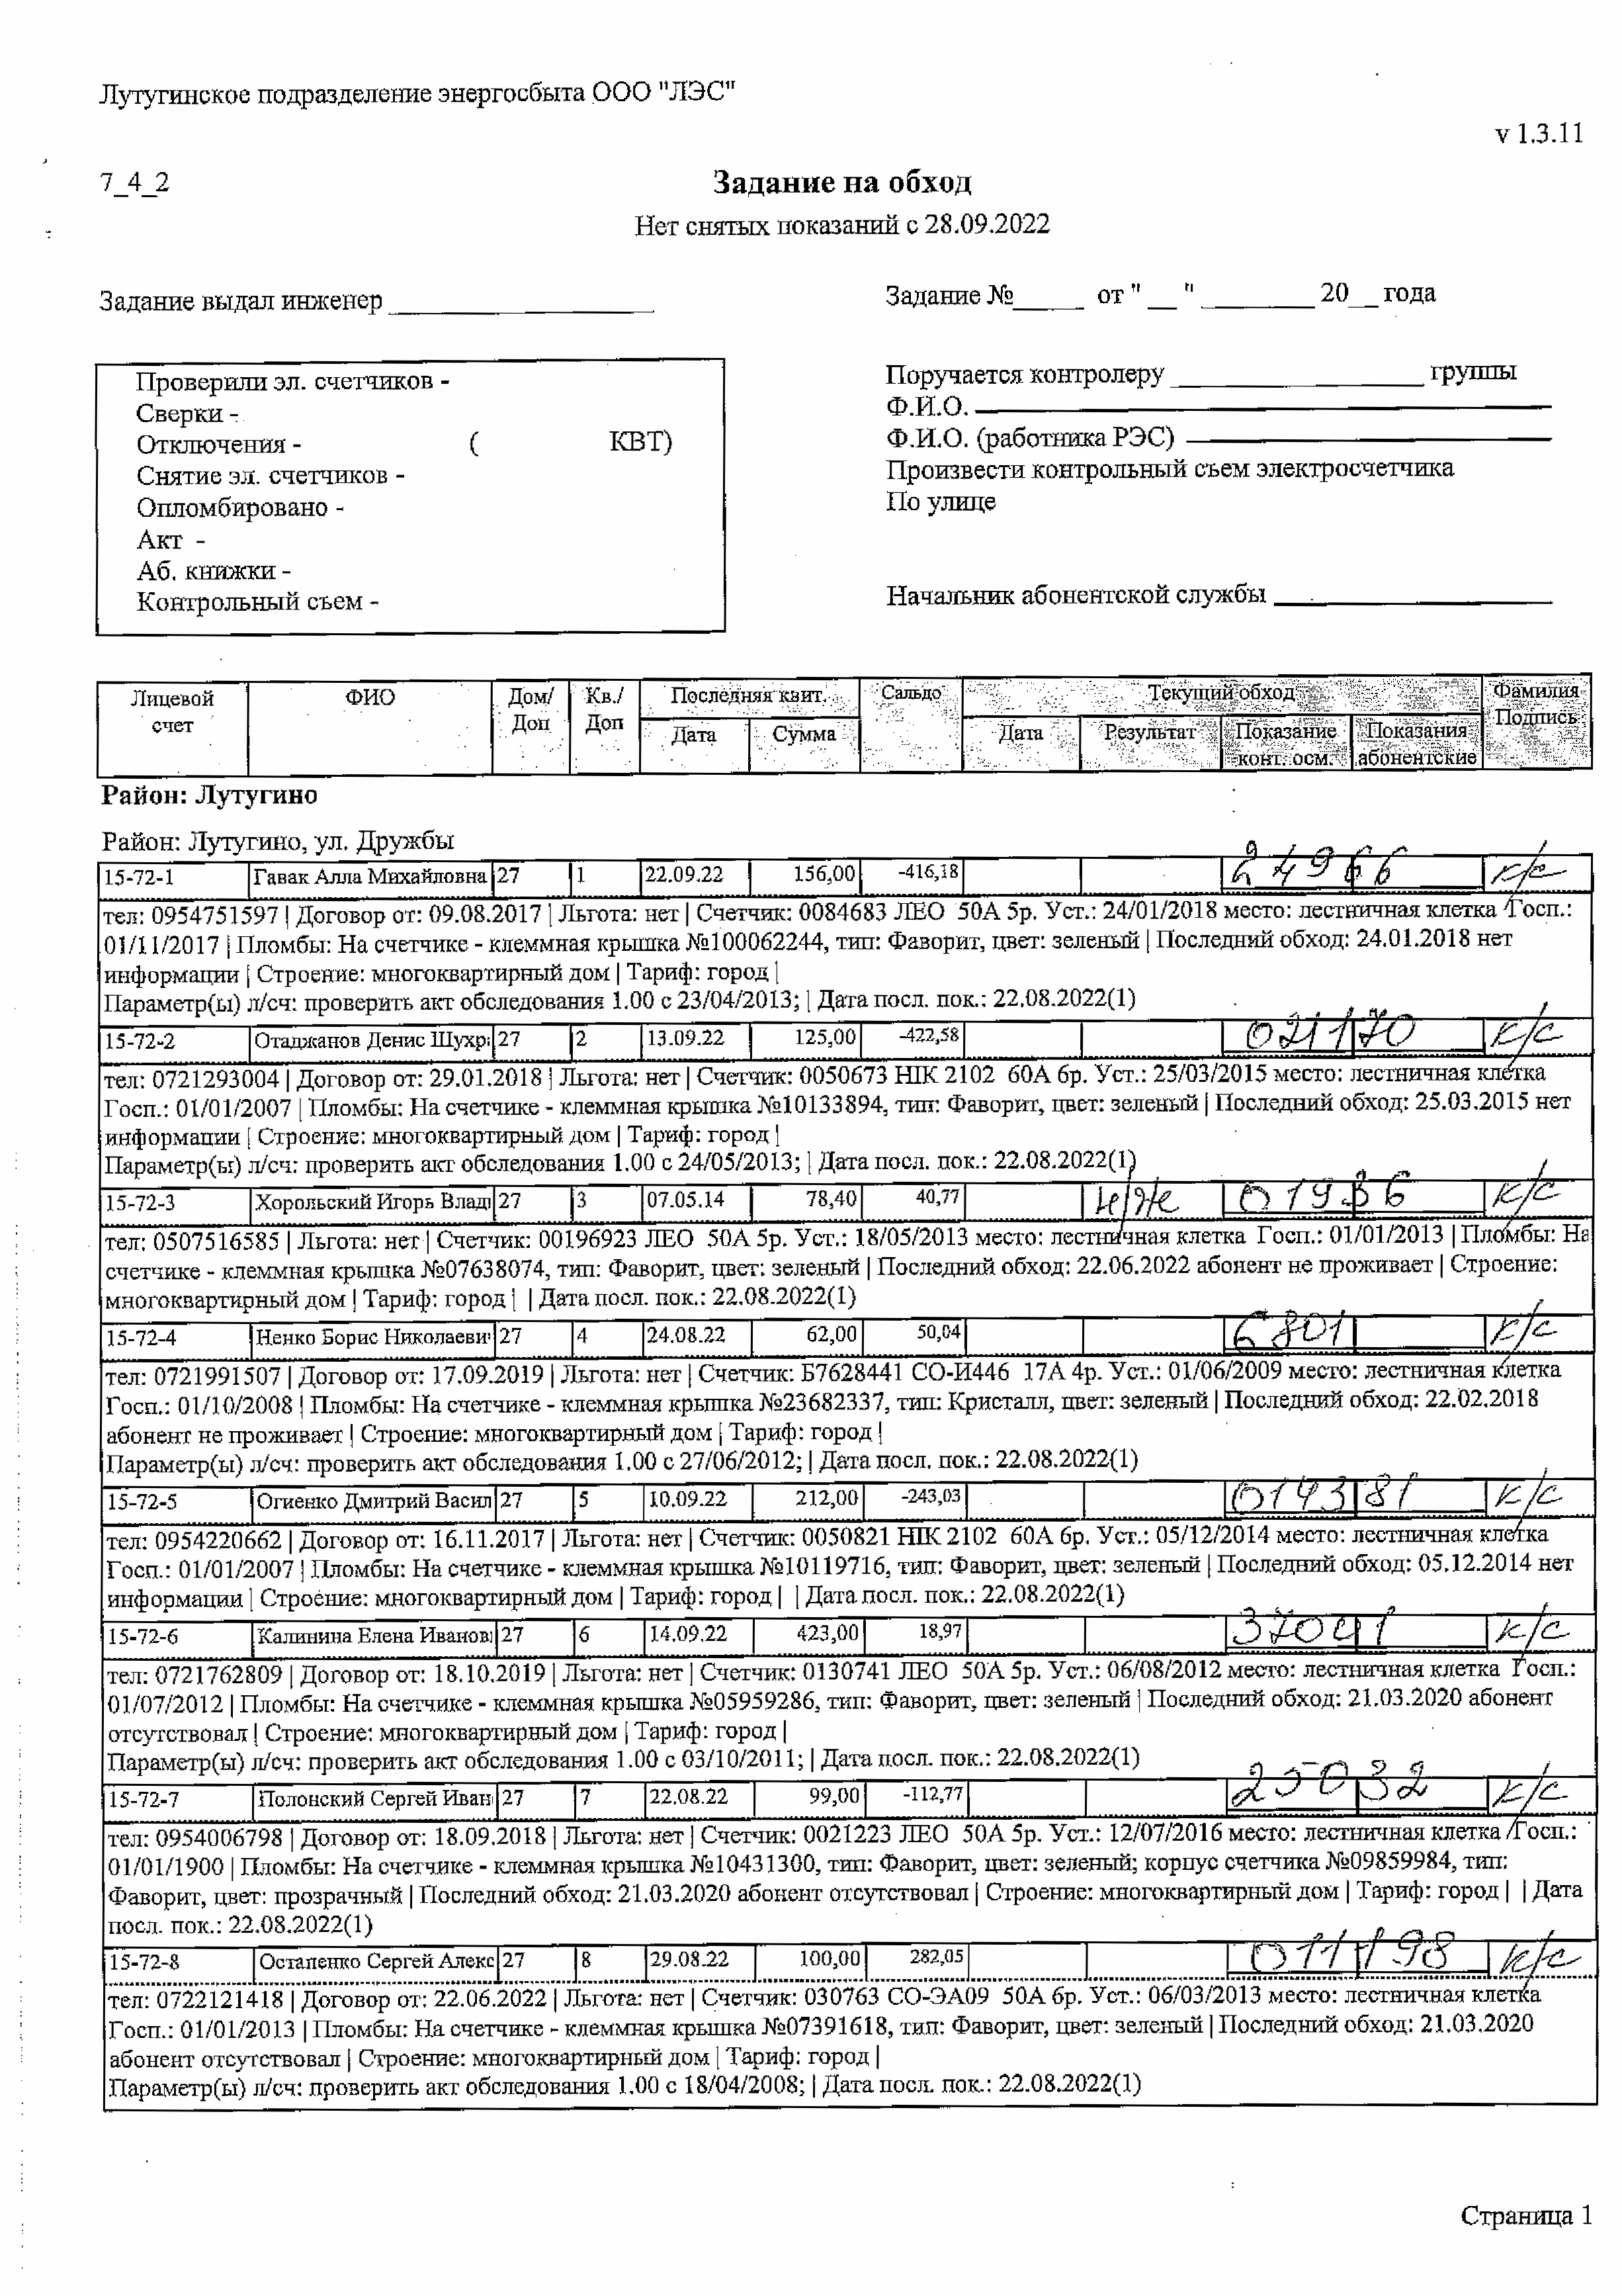 Лутугинское подразделение энергосбыта ООО "ЛЭС"
v 1.3.11
7_4_2
Задание на обход
Нет снятых показаний с 28.09.2022
Задание выдал инженер ____________________
Задание №_____ от "__" ________ 20__ года
Проверили эл. счетчиков -
Сверки -
Отключения - ( КВТ)
Снятие эл. счетчиков -
Опломбировано -
Акт -
Аб. книжки -
Контрольный съем -
Поручается контролеру ____________________ группы
Ф.И.О.
Ф.И.О. (работника РЭС)
Произвести контрольный съем электросчетчика
По улице
Начальник абонентской службы ____________________
Лицевой счет ФИО Дом/ Доп Кв./ Доп Последняя квит. Дата Сумма Сальдо Текущий обход Дата Результат Показание конт. осм. Показания абонентские Фамилия Подпись
Район: Лутугино
Район: Лутугино, ул. Дружбы
15-72-1 Гавак Алла Михайловна 27 1 22.09.22 156,00 -416,18 24966 к/с
тел: 0954751597 | Договор от: 09.08.2017 | Льгота: нет | Счетчик: 0084683 ЛЕО 50А 5р. Уст.: 24/01/2018 место: лестничная клетка Госп.:
01/11/2017 | Пломбы: На счетчике - клеммная крышка №100062244, тип: Фаворит, цвет: зеленый | Последний обход: 24.01.2018 нет
информации | Строение: многоквартирный дом | Тариф: город |
Параметр(ы) л/сч: проверить акт обследования 1.00 с 23/04/2013; | Дата посл. пок.: 22.08.2022(1)
15-72-2 Отаджанов Денис Шухр 27 2 13.09.22 125,00 -422,58 021170 к/с
тел: 0721293004 | Договор от: 29.01.2018 | Льгота: нет | Счетчик: 0050673 НІК 2102 60А 6р. Уст.: 25/03/2015 место: лестничная клетка
Госп.: 01/01/2007 | Пломбы: На счетчике - клеммная крышка №10133894, тип: Фаворит, цвет: зеленый | Последний обход: 25.03.2015 нет
информации | Строение: многоквартирный дом | Тариф: город |
Параметр(ы) л/сч: проверить акт обследования 1.00 с 24/05/2013; | Дата посл. пок.: 22.08.2022(1)
15-72-3 Хорольский Игорь Влад 27 3 07.05.14 78,40 40,77 н/ж 01936 к/с
тел: 0507516585 | Льгота: нет | Счетчик: 00196923 ЛЕО 50А 5р. Уст.: 18/05/2013 место: лестничная клетка Госп.: 01/01/2013 | Пломбы: На
счетчике - клеммная крышка №07638074, тип: Фаворит, цвет: зеленый | Последний обход: 22.06.2022 абонент не проживает | Строение:
многоквартирный дом | Тариф: город | | Дата посл. пок.: 22.08.2022(1)
15-72-4 Ненко Борис Николаеви 27 4 24.08.22 62,00 50,04 6801 к/с
тел: 0721991507 | Договор от: 17.09.2019 | Льгота: нет | Счетчик: Б7628441 СО-И446 17А 4р. Уст.: 01/06/2009 место: лестничная клетка
Госп.: 01/10/2008 | Пломбы: На счетчике - клеммная крышка №23682337, тип: Кристалл, цвет: зеленый | Последний обход: 22.02.2018
абонент не проживает | Строение: многоквартирный дом | Тариф: город |
Параметр(ы) л/сч: проверить акт обследования 1.00 с 27/06/2012; | Дата посл. пок.: 22.08.2022(1)
15-72-5 Огиенко Дмитрий Васил 27 5 10.09.22 212,00 -243,03 014381 к/с
тел: 0954220662 | Договор от: 16.11.2017 | Льгота: нет | Счетчик: 0050821 НІК 2102 60А 6р. Уст.: 05/12/2014 место: лестничная клетка
Госп.: 01/01/2007 | Пломбы: На счетчике - клеммная крышка №10119716, тип: Фаворит, цвет: зеленый | Последний обход: 05.12.2014 нет
информации | Строение: многоквартирный дом | Тариф: город | | Дата посл. пок.: 22.08.2022(1)
15-72-6 Калинина Елена Иванов 27 6 14.09.22 423,00 18,97 37041 к/с
тел: 0721762809 | Договор от: 18.10.2019 | Льгота: нет | Счетчик: 0130741 ЛЕО 50А 5р. Уст.: 06/08/2012 место: лестничная клетка Госп.:
01/07/2012 | Пломбы: На счетчике - клеммная крышка №05959286, тип: Фаворит, цвет: зеленый | Последний обход: 21.03.2020 абонент
отсутствовал | Строение: многоквартирный дом | Тариф: город |
Параметр(ы) л/сч: проверить акт обследования 1.00 с 03/10/2011; | Дата посл. пок.: 22.08.2022(1)
15-72-7 Полонский Сергей Иван 27 7 22.08.22 99,00 -112,77 25032 к/с
тел: 0954006798 | Договор от: 18.09.2018 | Льгота: нет | Счетчик: 0021223 ЛЕО 50А 5р. Уст.: 12/07/2016 место: лестничная клетка Госп.:
01/01/1900 | Пломбы: На счетчике - клеммная крышка №10431300, тип: Фаворит, цвет: зеленый; корпус счетчика №09859984, тип:
Фаворит, цвет: прозрачный | Последний обход: 21.03.2020 абонент отсутствовал | Строение: многоквартирный дом | Тариф: город | | Дата
посл. пок.: 22.08.2022(1)
15-72-8 Остапенко Сергей Алекс 27 8 29.08.22 100,00 282,05 011198 к/с
тел: 0722121418 | Договор от: 22.06.2022 | Льгота: нет | Счетчик: 030763 СО-ЭА09 50А 6р. Уст.: 06/03/2013 место: лестничная клетка
Госп.: 01/01/2013 | Пломбы: На счетчике - клеммная крышка №07391618, тип: Фаворит, цвет: зеленый | Последний обход: 21.03.2020
абонент отсутствовал | Строение: многоквартирный дом | Тариф: город |
Параметр(ы) л/сч: проверить акт обследования 1.00 с 18/04/2008; | Дата посл. пок.: 22.08.2022(1)
Страница 1